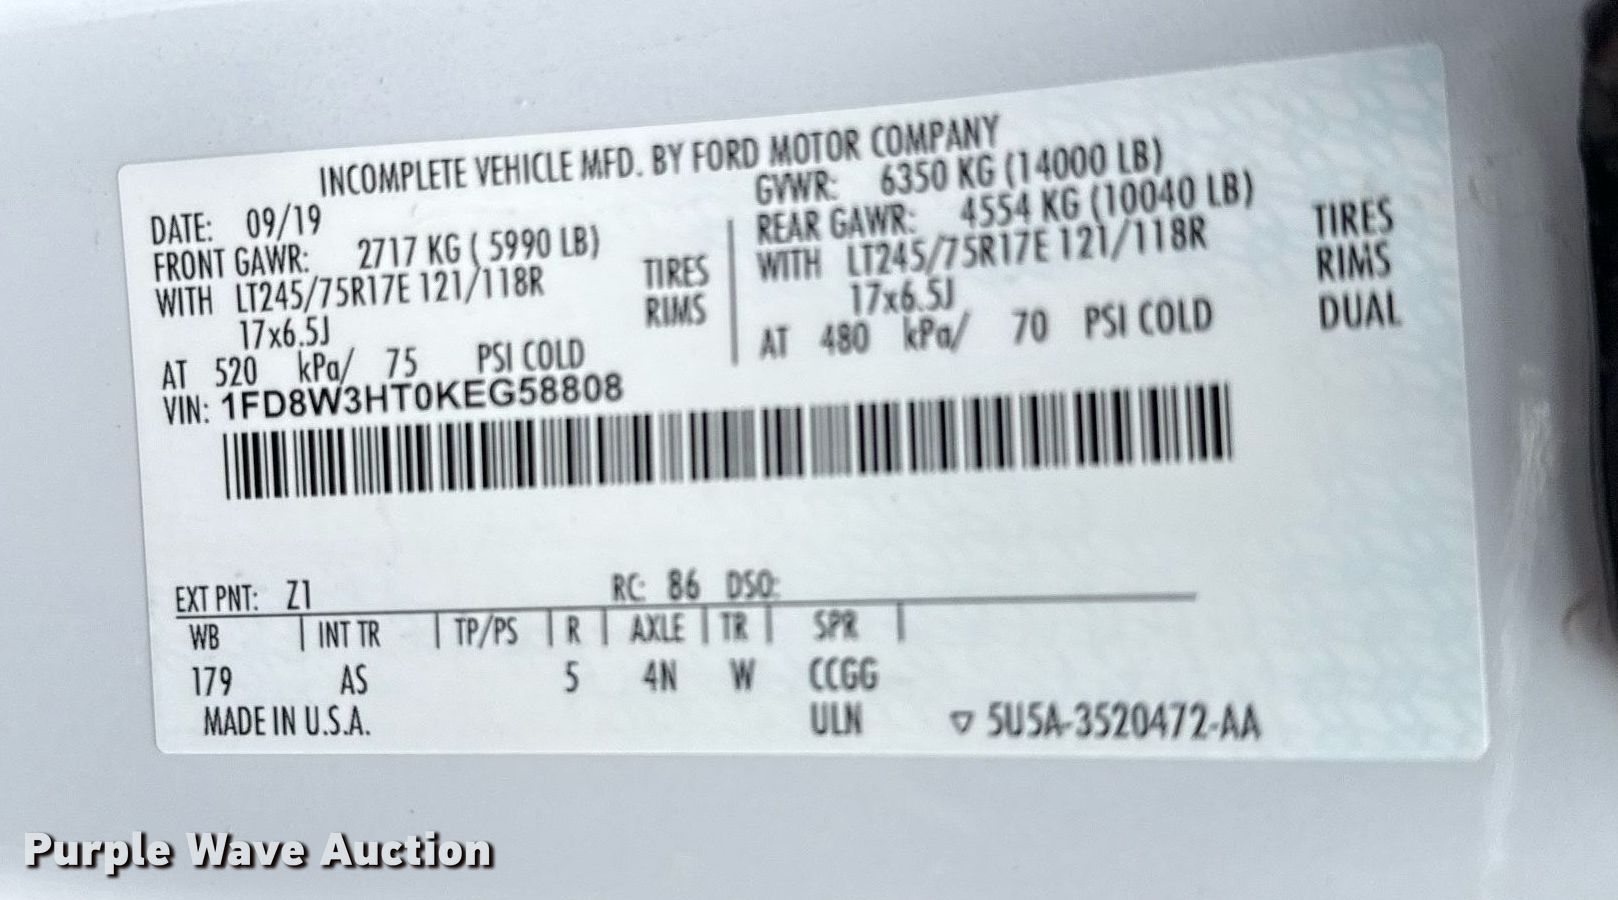 INCOMPLETE VEHICLE MFD. BY FORD MOTOR COMPANY
DATE: 09/19
GVWR: 6350 KG (14000 LB)
FRONT GAWR: 2717 KG ( 5990 LB)
REAR GAWR: 4554 KG (10040 LB)
WITH LT245/75R17E 121/118R TIRES
WITH LT245/75R17E 121/118R TIRES
17x6.5J RIMS
17x6.5J RIMS
AT 520 kPa/ 75 PSI COLD
AT 480 kPa/ 70 PSI COLD DUAL
VIN: 1FD8W3HT0KEG58808
EXT PNT: Z1 RC: 86 DSO:
WB | INT TR | TP/PS | R | AXLE | TR | SPR |
179 AS 5 4N W CCGG
MADE IN U.S.A. ULN ▽ 5U5A-3520472-AA
Purple Wave Auction